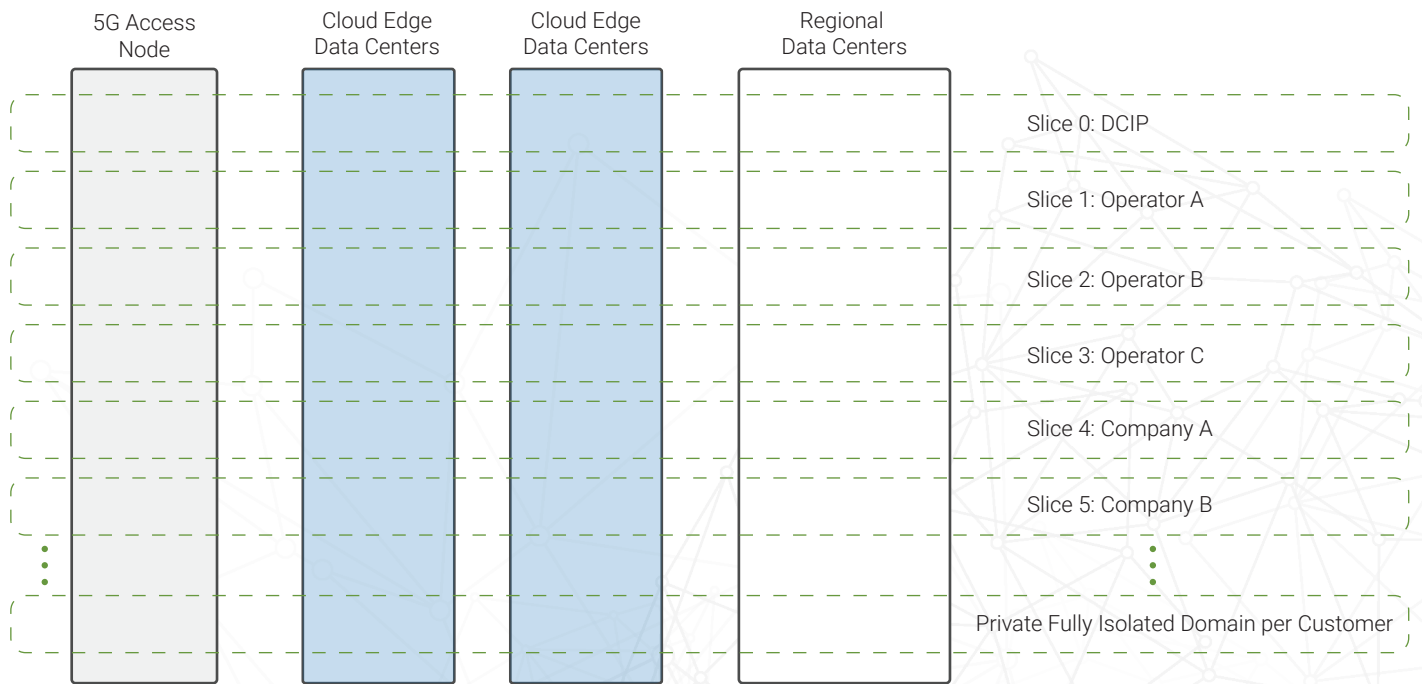 5G Access
Node
Cloud Edge
Data Centers
Cloud Edge
Data Centers
Regional
Data Centers
Slice 0: DCIP
Slice 1: Operator A
Slice 2: Operator B
Slice 3: Operator C
Slice 4: Company A
Slice 5: Company B
Private Fully Isolated Domain per Customer